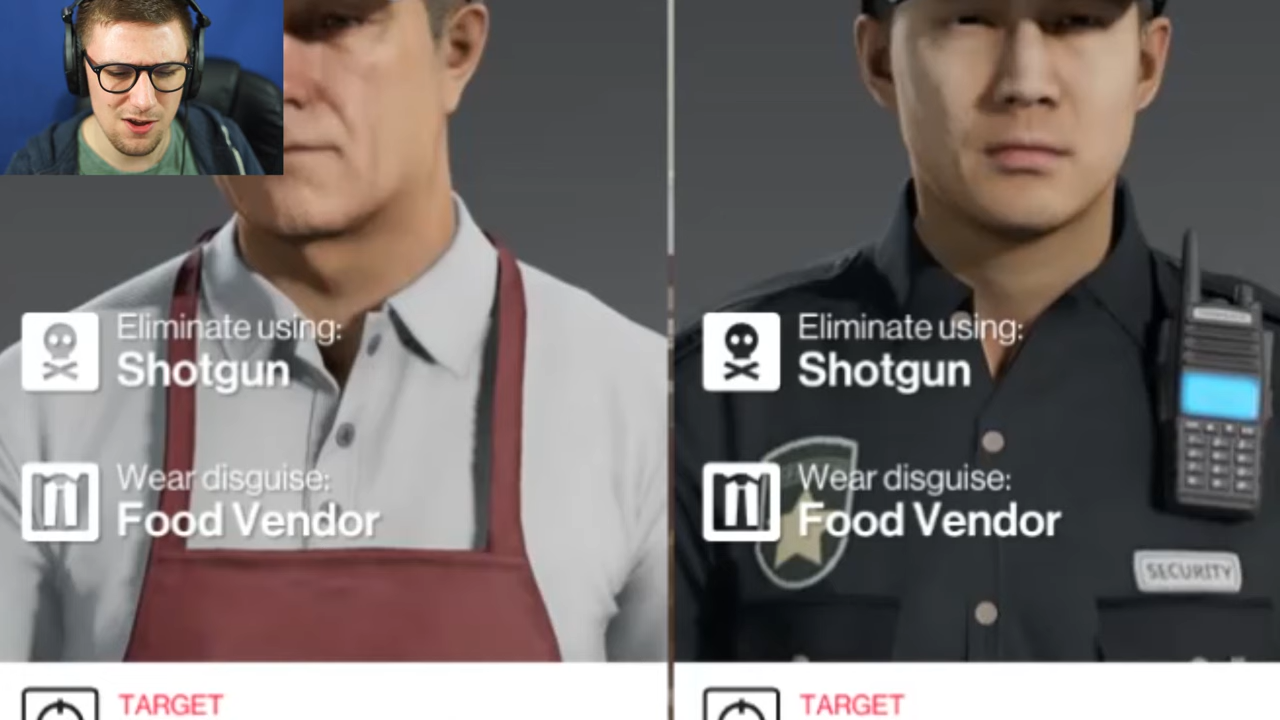 Eliminate using:
Shotgun
Wear disguise:
Food Vendor
TARGET
Eliminate using:
Shotgun
Wear disguise:
Food Vendor
SECURITY
TARGET